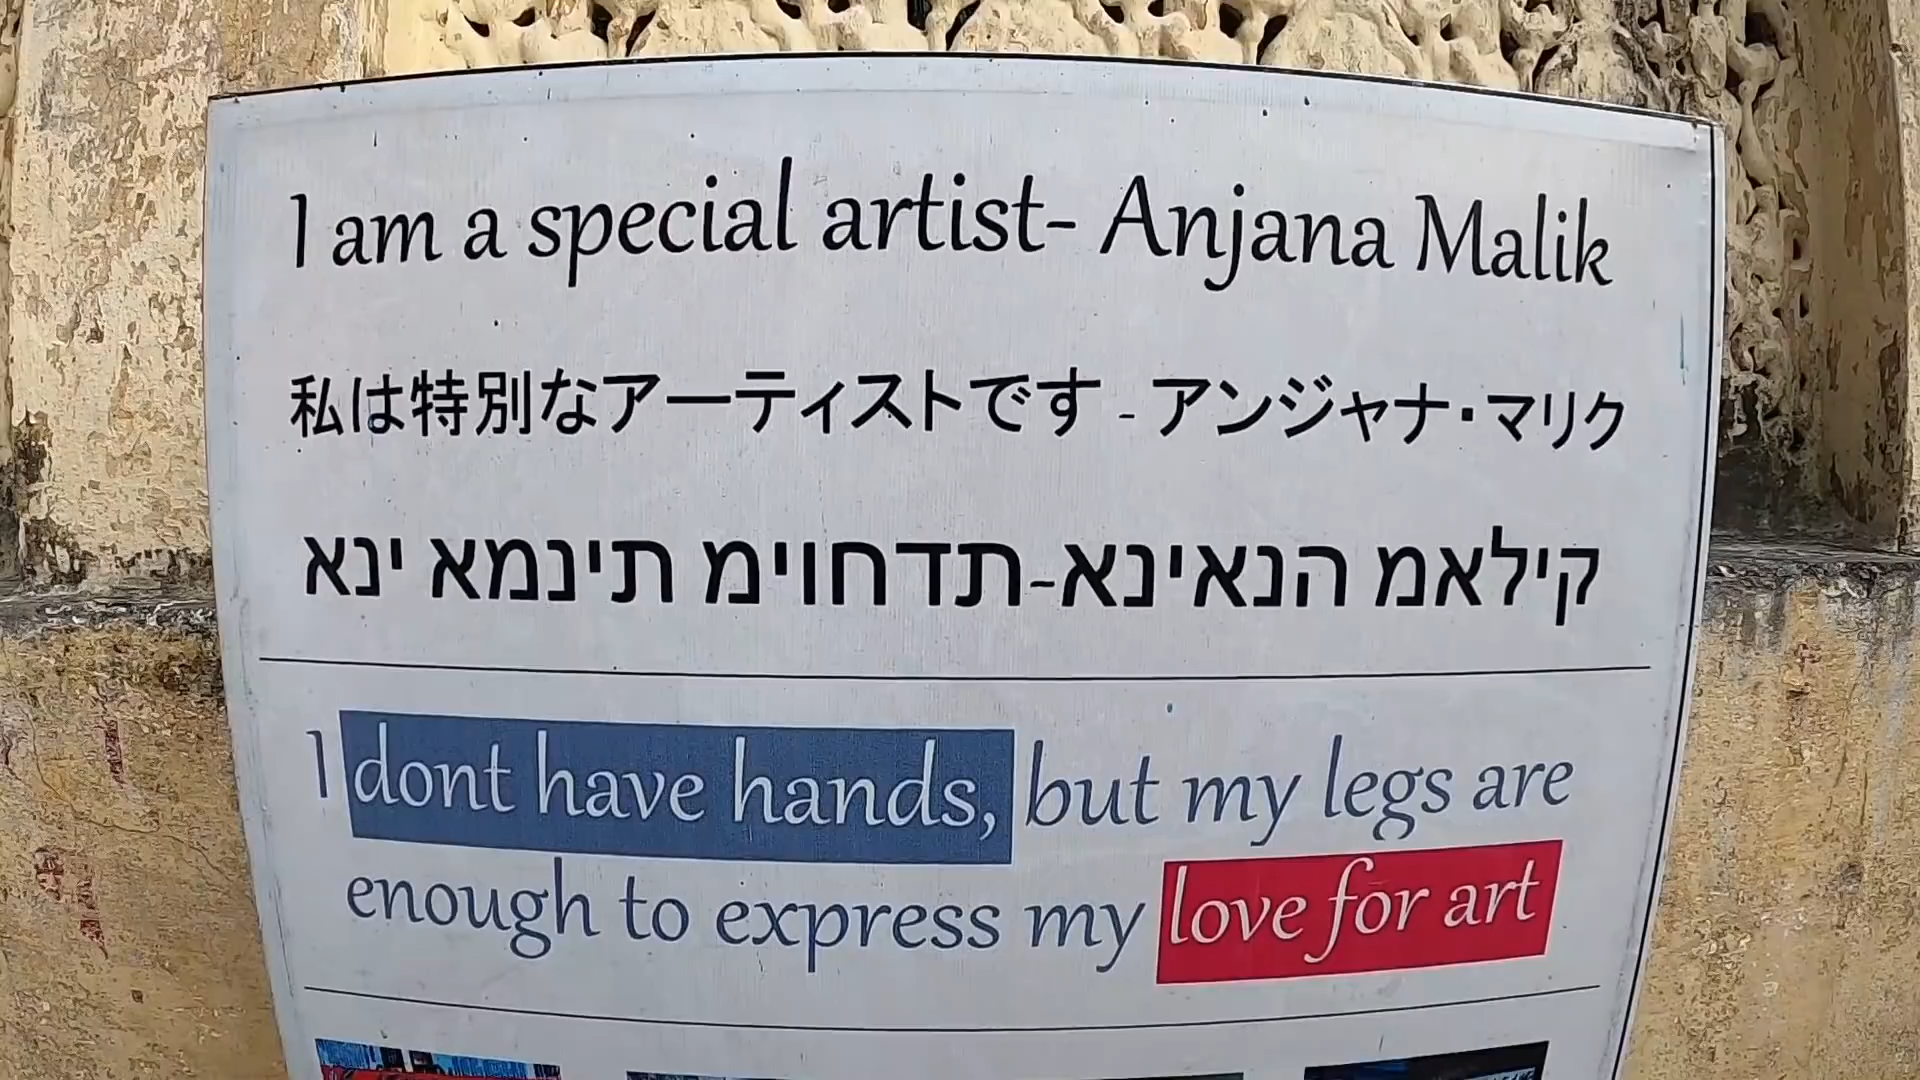 I am a special artist- Anjana Malik
私は特別なアーティストです - アンジャナ・マリク
אני אמנית מיוחדת-אניאנה מאליק
I dont have hands, but my legs are
enough to express my love for art